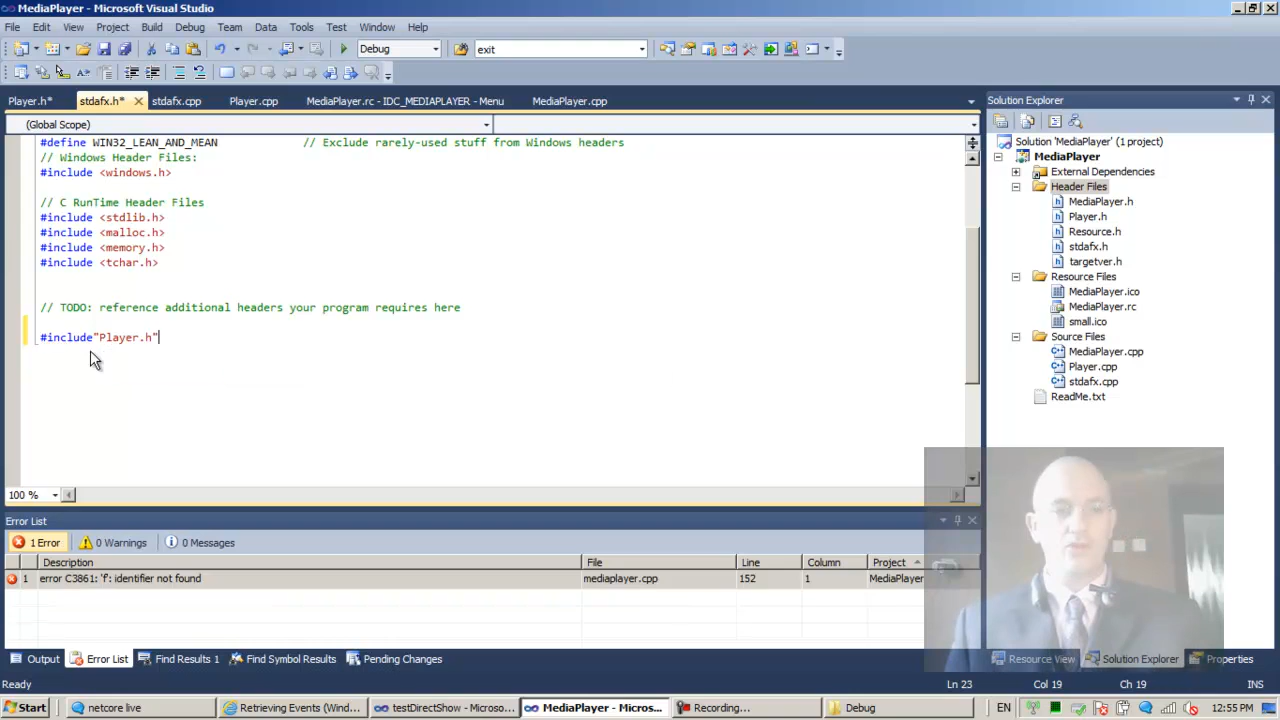 MediaPlayer - Microsoft Visual Studio
File Edit View Project Build Debug Team Data Tools Test Window Help
Debug exit
Player.h* stdafx.h* stdafx.cpp Player.cpp MediaPlayer.rc - IDC_MEDIAPLAYER - Menu MediaPlayer.cpp
(Global Scope)
#define WIN32_LEAN_AND_MEAN // Exclude rarely-used stuff from Windows headers
// Windows Header Files:
#include <windows.h>
// C RunTime Header Files
#include <stdlib.h>
#include <malloc.h>
#include <memory.h>
#include <tchar.h>
// TODO: reference additional headers your program requires here
#include"Player.h"
100 %
Solution Explorer
Solution 'MediaPlayer' (1 project)
MediaPlayer
External Dependencies
Header Files
MediaPlayer.h
Player.h
Resource.h
stdafx.h
targetver.h
Resource Files
MediaPlayer.ico
MediaPlayer.rc
small.ico
Source Files
MediaPlayer.cpp
Player.cpp
stdafx.cpp
ReadMe.txt
Error List
1 Error 0 Warnings 0 Messages
Description File Line Column Project
1 error C3861: 'f': identifier not found mediaplayer.cpp 152 1 MediaPlayer
Output Error List Find Results 1 Find Symbol Results Pending Changes
Resource View Solution Explorer Properties
Ready Ln 23 Col 19 Ch 19 INS
Start netcore live Retrieving Events (Wind... testDirectShow - Microso... MediaPlayer - Micros... Recording... Debug EN 12:55 PM